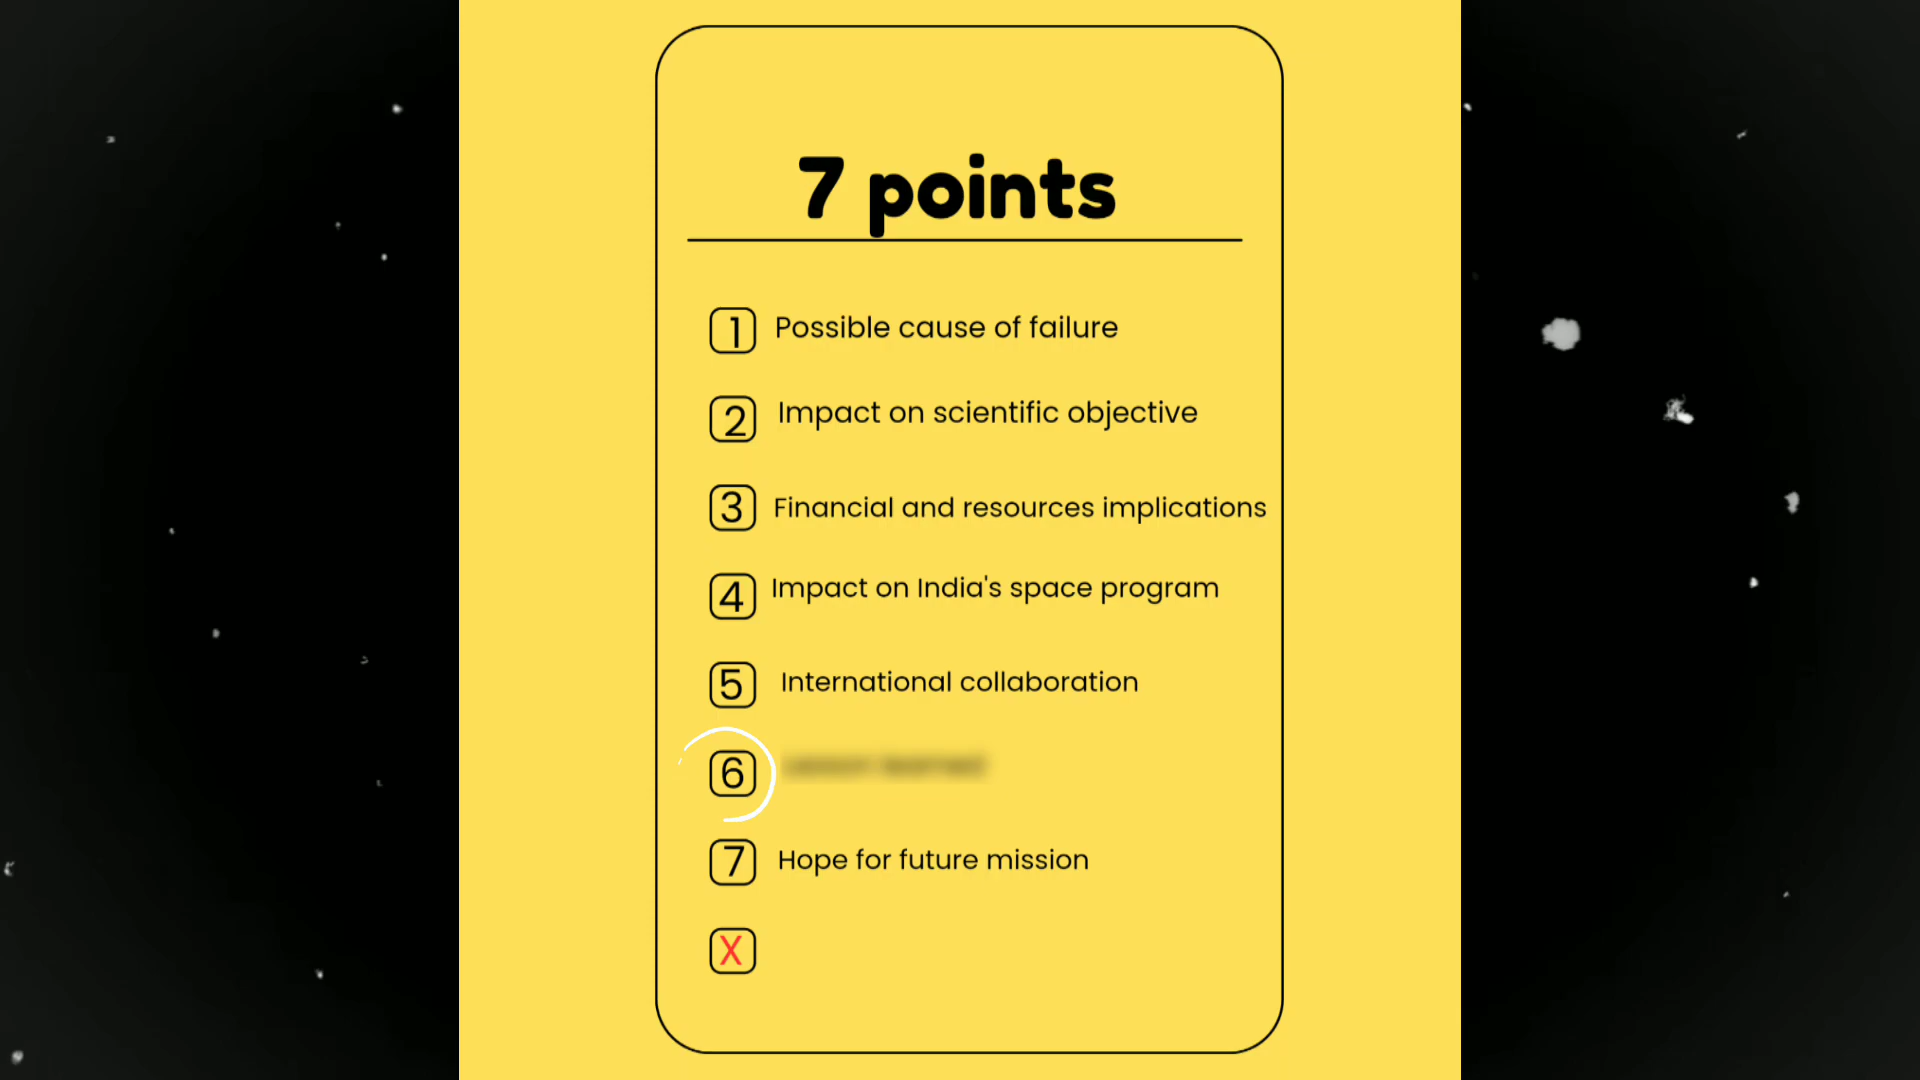 7 points
1 Possible cause of failure
2 Impact on scientific objective
3 Financial and resources implications
4 Impact on India's space program
5 International collaboration
6
7 Hope for future mission
X